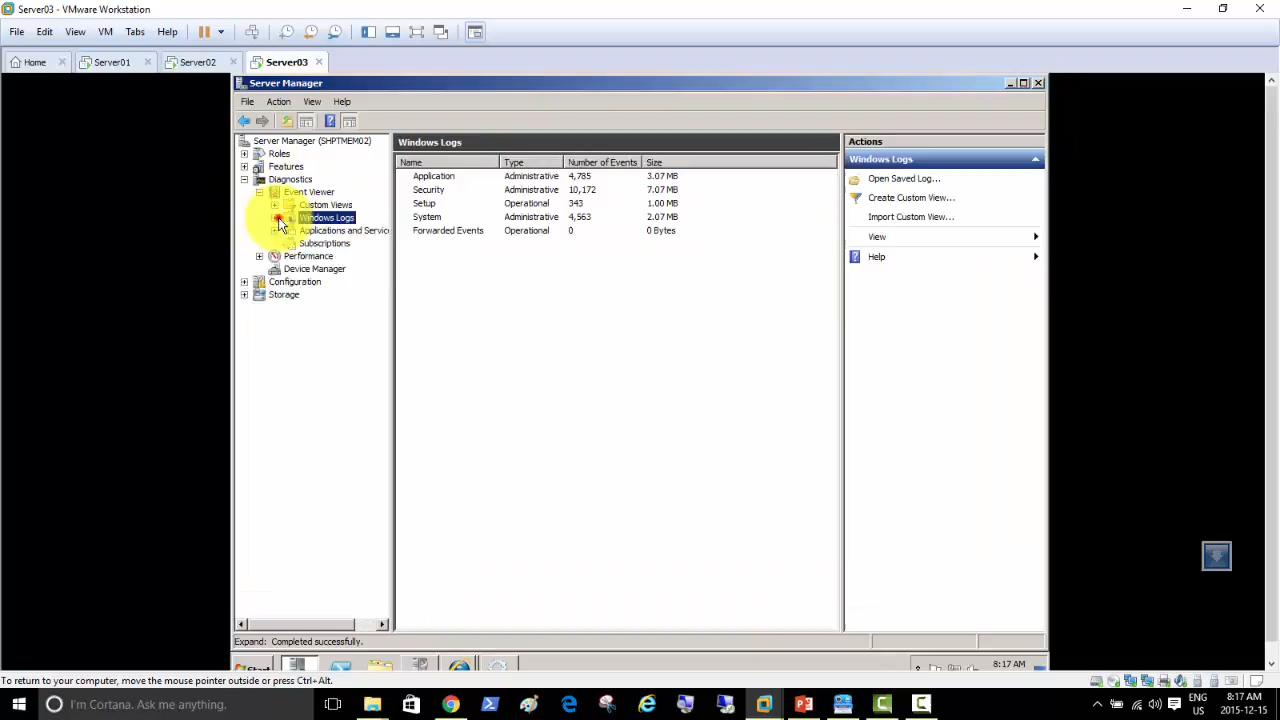 Server03 - VMware Workstation
File Edit View VM Tabs Help
Home Server01 Server02 Server03
Server Manager
File Action View Help
Server Manager (SHPTMEM02)
Roles
Features
Diagnostics
Event Viewer
Custom Views
Windows Logs
Applications and Service
Subscriptions
Performance
Device Manager
Configuration
Storage
Windows Logs
Name Type Number of Events Size
Application Administrative 4,785 3.07 MB
Security Administrative 10,172 7.07 MB
Setup Operational 343 1.00 MB
System Administrative 4,563 2.07 MB
Forwarded Events Operational 0 0 Bytes
Actions
Windows Logs
Open Saved Log...
Create Custom View...
Import Custom View...
View
Help
Expand: Completed successfully.
Start 8:17 AM
To return to your computer, move the mouse pointer outside or press Ctrl+Alt.
I'm Cortana. Ask me anything.
ENG 8:17 AM
US 2015-12-15